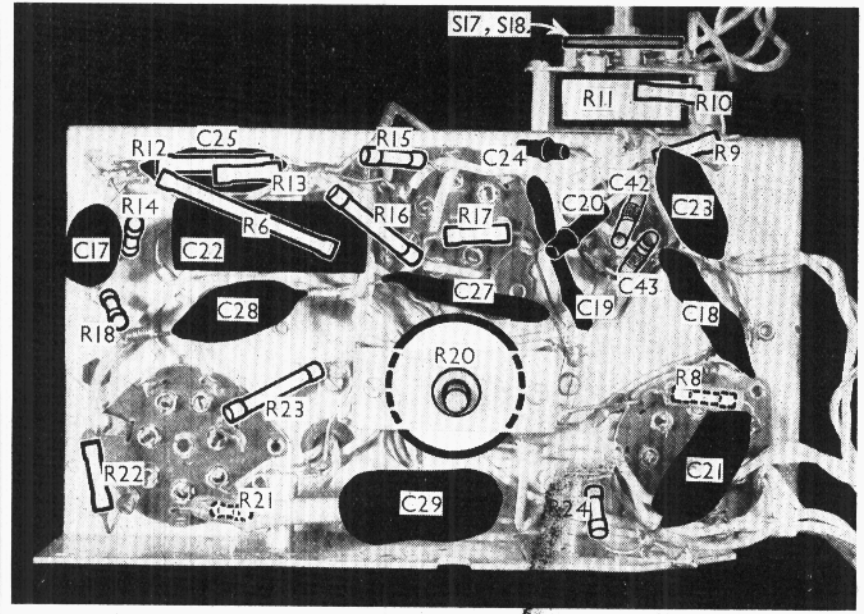 S17, S18
R11
R10
R12
C25
R15
C24
R9
R13
C42
C20
C23
R14
R6
R16
R17
C17
C22
C43
C27
C19
C18
C28
R18
R20
R8
R23
R22
R21
C29
R24
C21